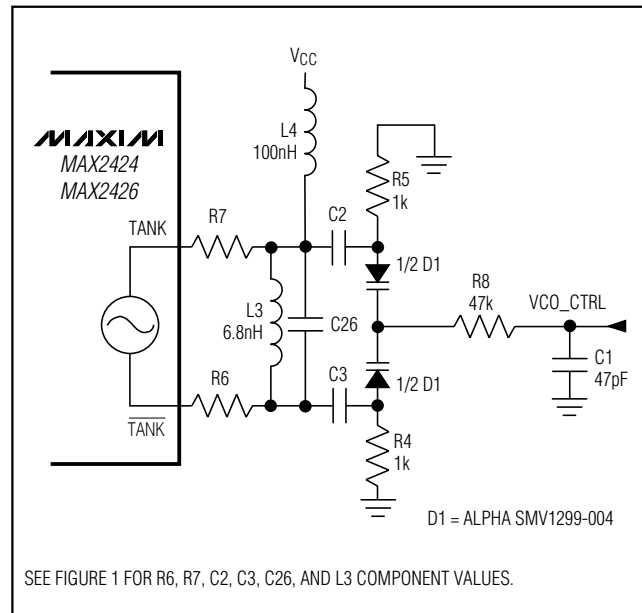 VCC
L4
100nH
MAXIM
MAX2424
MAX2426
R5
1k
R7
C2
TANK
1/2 D1
R8
47k
VCO_CTRL
L3
6.8nH
C26
C1
47pF
R6
C3
1/2 D1
TANK
R4
1k
D1 = ALPHA SMV1299-004
SEE FIGURE 1 FOR R6, R7, C2, C3, C26, AND L3 COMPONENT VALUES.